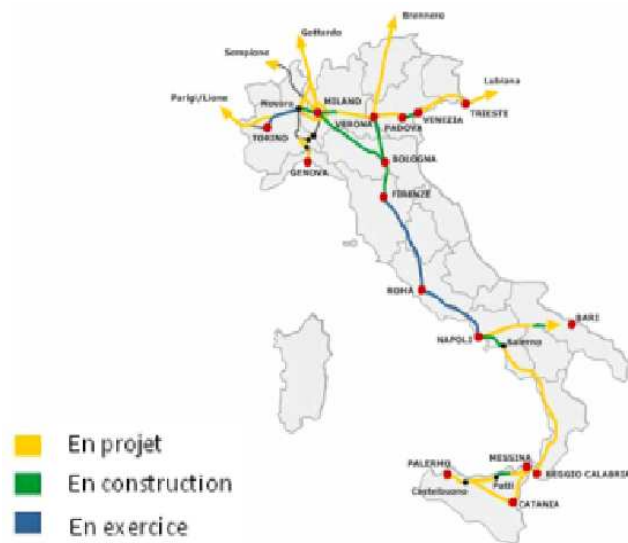 Brennero
Gottardo
Sempione
Lubiana
Parigi/Lione
Novara
MILANO
TRIESTE
VERONA
VENEZIA
PADOVA
TORINO
BOLOGNA
GENOVA
FIRENZE
ROMA
BARI
NAPOLI
Salerno
En projet
MESSINA
PALERMO
REGGIO CALABRIA
En construction
Patti
Castelbuono
CATANIA
En exercice